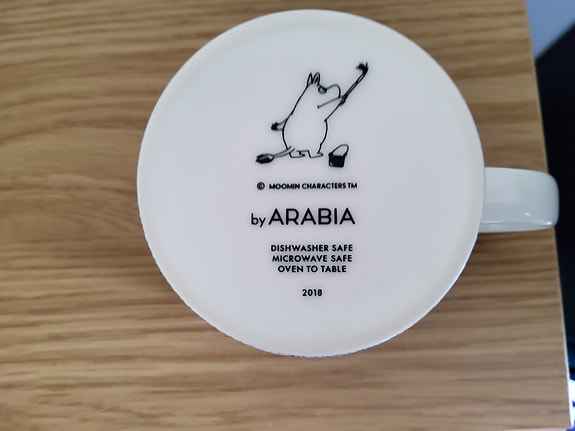 © MOOMIN CHARACTERS TM
by ARABIA
DISHWASHER SAFE
MICROWAVE SAFE
OVEN TO TABLE
2018